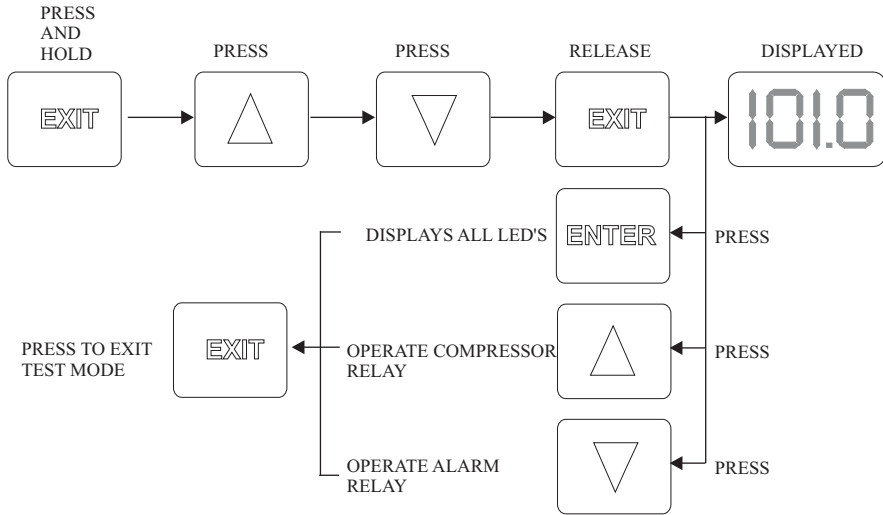 PRESS
AND
HOLD
PRESS
PRESS
RELEASE
DISPLAYED
EXIT
EXIT
101.0
DISPLAYS ALL LED'S
ENTER
PRESS
PRESS TO EXIT
TEST MODE
EXIT
OPERATE COMPRESSOR
RELAY
PRESS
OPERATE ALARM
RELAY
PRESS